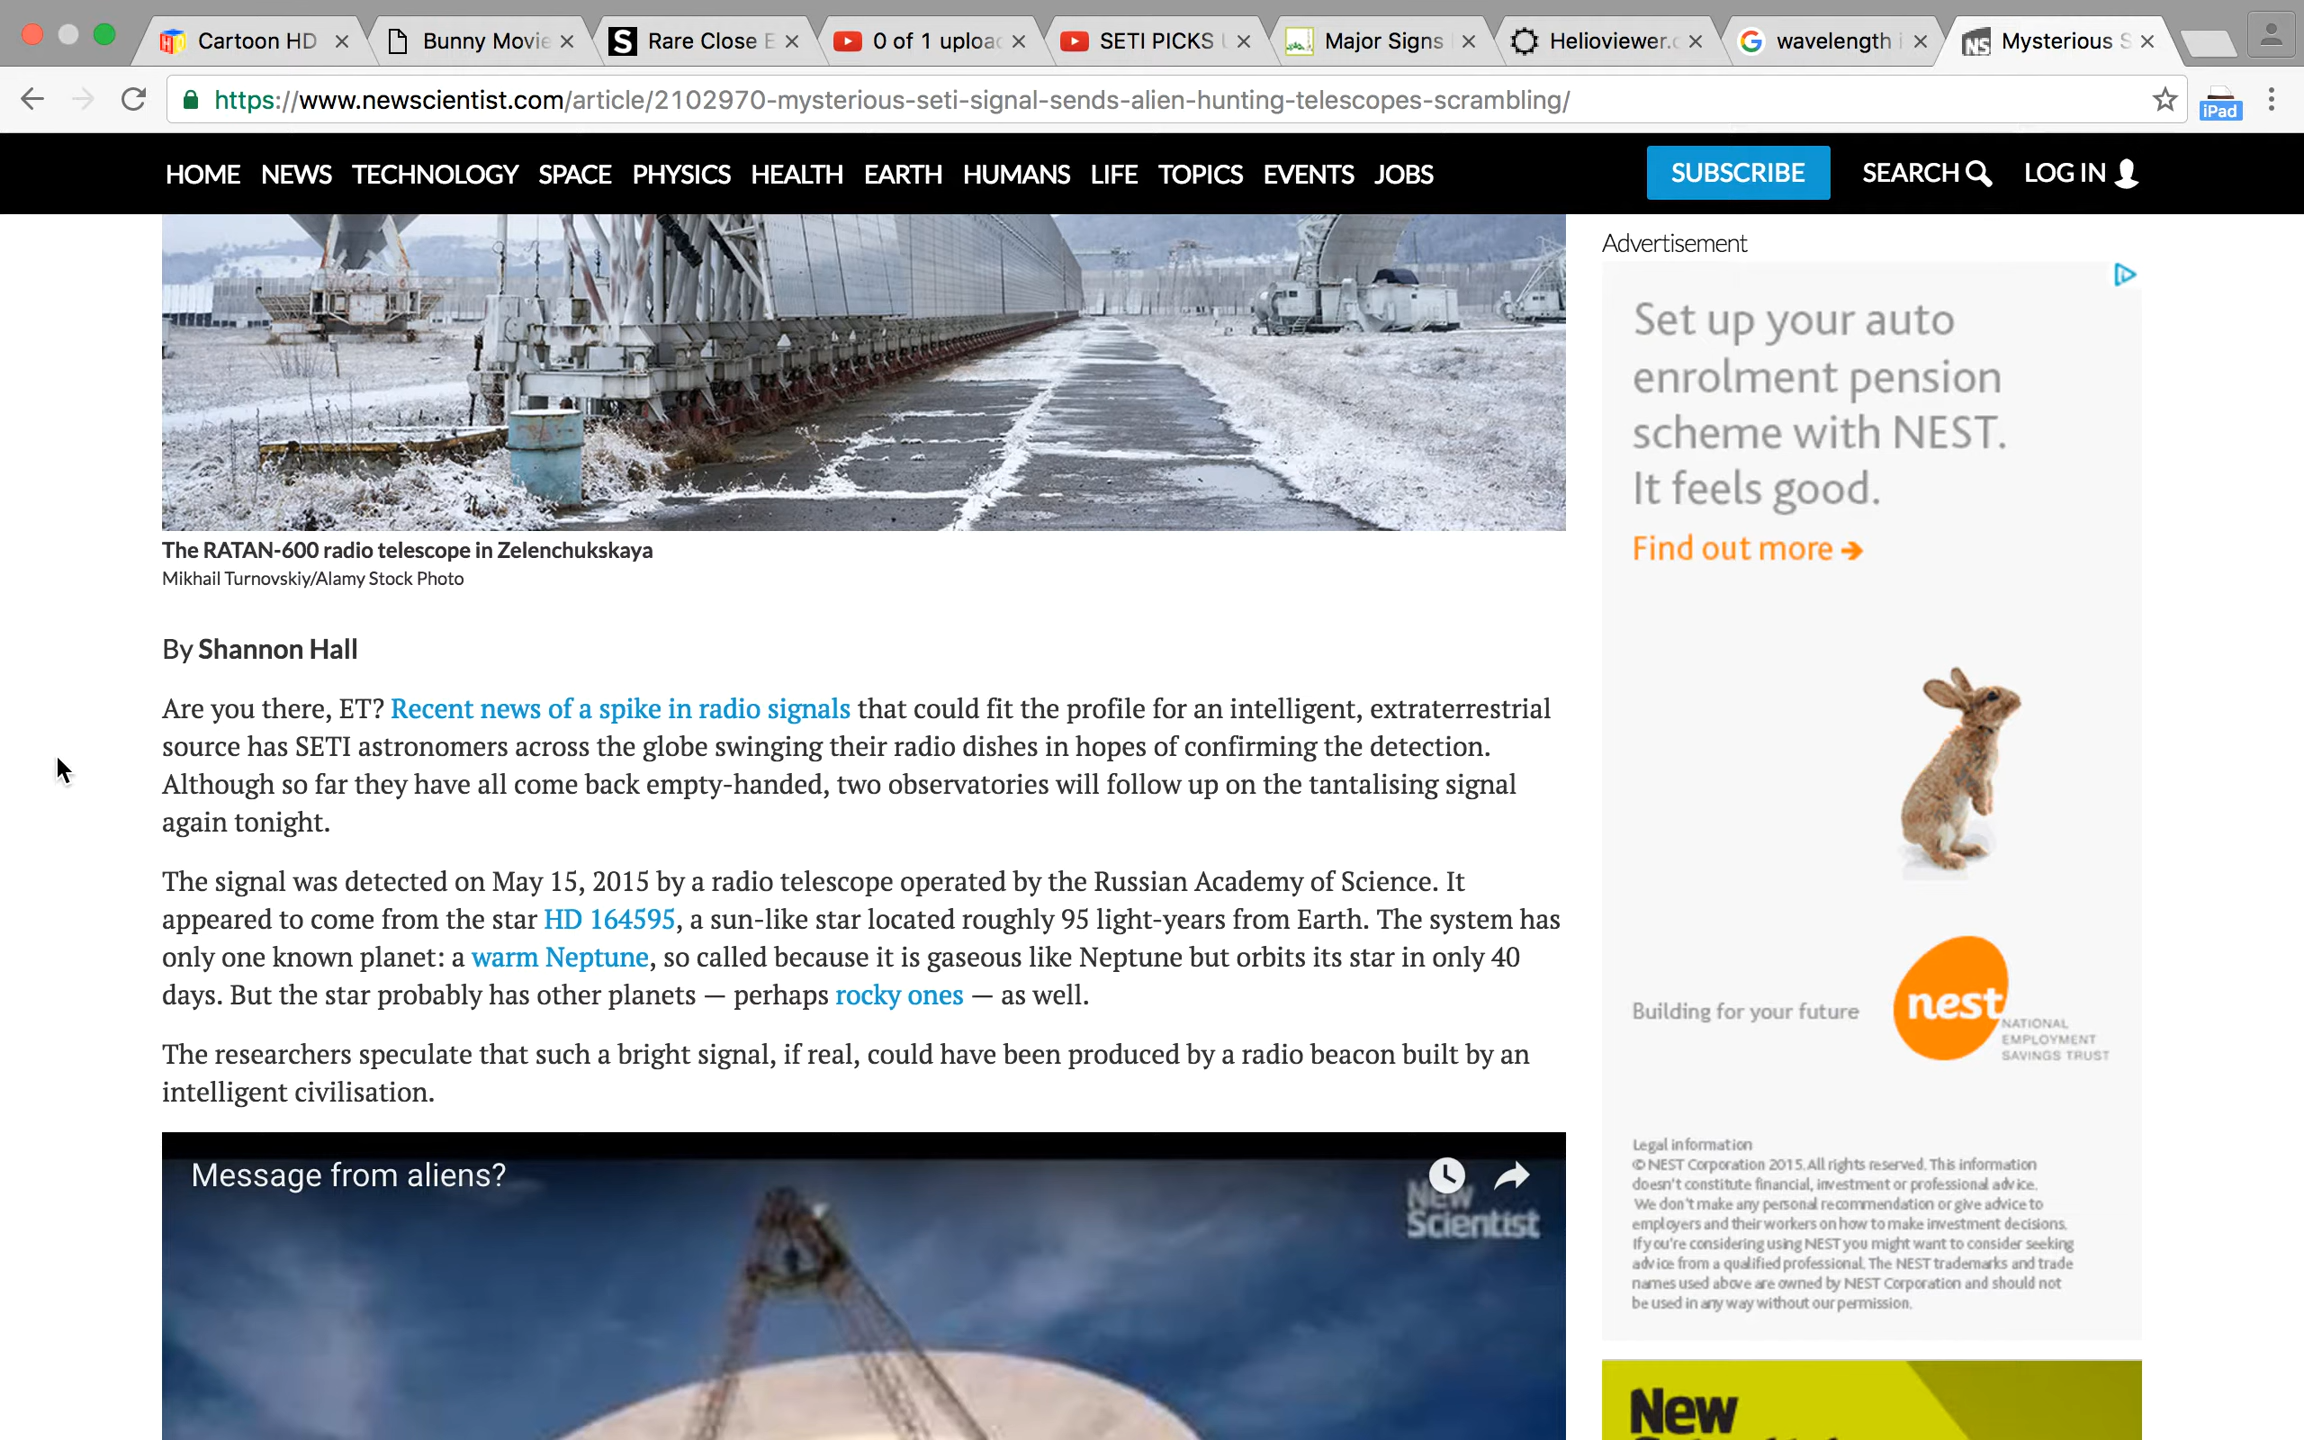 Cartoon HD
Bunny Movie
Rare Close E
0 of 1 uploa
SETI PICKS
Major Signs
Helioviewer.
wavelength i
Mysterious S
https://www.newscientist.com/article/2102970-mysterious-seti-signal-sends-alien-hunting-telescopes-scrambling/
iPad
HOME NEWS TECHNOLOGY SPACE PHYSICS HEALTH EARTH HUMANS LIFE TOPICS EVENTS JOBS
SUBSCRIBE
SEARCH
LOG IN
The RATAN-600 radio telescope in Zelenchukskaya
Mikhail Turnovskiy/Alamy Stock Photo
By Shannon Hall
Are you there, ET? Recent news of a spike in radio signals that could fit the profile for an intelligent, extraterrestrial
source has SETI astronomers across the globe swinging their radio dishes in hopes of confirming the detection.
Although so far they have all come back empty-handed, two observatories will follow up on the tantalising signal
again tonight.
The signal was detected on May 15, 2015 by a radio telescope operated by the Russian Academy of Science. It
appeared to come from the star HD 164595, a sun-like star located roughly 95 light-years from Earth. The system has
only one known planet: a warm Neptune, so called because it is gaseous like Neptune but orbits its star in only 40
days. But the star probably has other planets — perhaps rocky ones — as well.
The researchers speculate that such a bright signal, if real, could have been produced by a radio beacon built by an
intelligent civilisation.
Message from aliens?
New
Scientist
Advertisement
Set up your auto
enrolment pension
scheme with NEST.
It feels good.
Find out more
Building for your future
nest
NATIONAL
EMPLOYMENT
SAVINGS TRUST
Legal information
© NEST Corporation 2015. All rights reserved. This information
doesn't constitute financial, investment or professional advice.
We don't make any personal recommendation or give advice to
employers and their workers on how to make investment decisions.
If you're considering using NEST you might want to consider seeking
advice from a qualified professional. The NEST trademarks and trade
names used above are owned by NEST Corporation and should not
be used in any way without our permission.
New